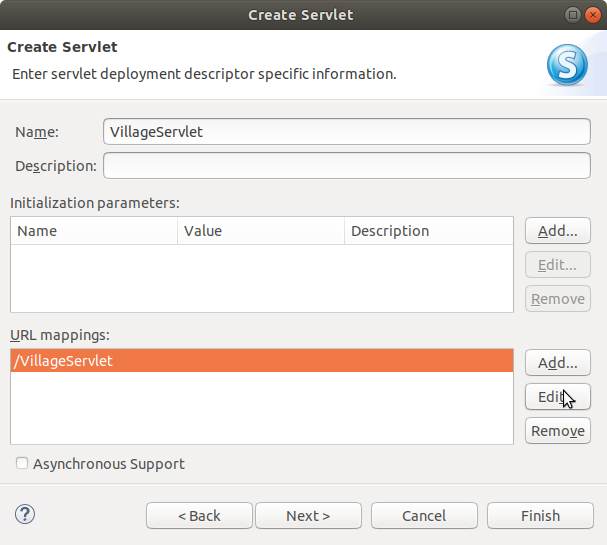 Create Servlet
Create Servlet
Enter servlet deployment descriptor specific information.
S
Name: VillageServlet
Description:
Initialization parameters:
Name Value Description
Add...
Edit...
Remove
URL mappings:
/VillageServlet
Add...
Edit
Remove
Asynchronous Support
?
< Back Next > Cancel Finish